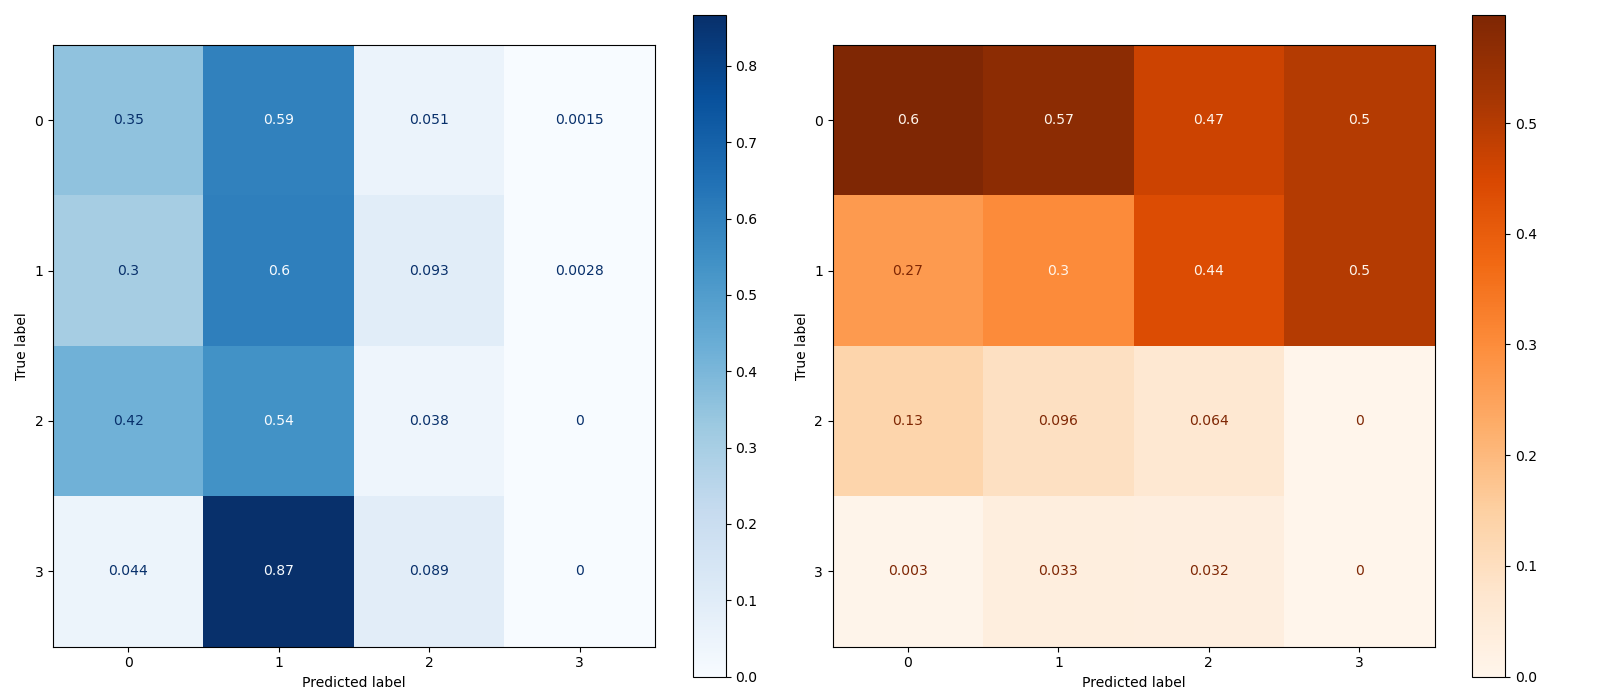 True label
0 0.35 0.59 0.051 0.0015
1 0.3 0.6 0.093 0.0028
2 0.42 0.54 0.038 0
3 0.044 0.87 0.089 0
0 1 2 3
Predicted label
0.8
0.7
0.6
0.5
0.4
0.3
0.2
0.1
0.0
True label
0 0.6 0.57 0.47 0.5
1 0.27 0.3 0.44 0.5
2 0.13 0.096 0.064 0
3 0.003 0.033 0.032 0
0 1 2 3
Predicted label
0.5
0.4
0.3
0.2
0.1
0.0